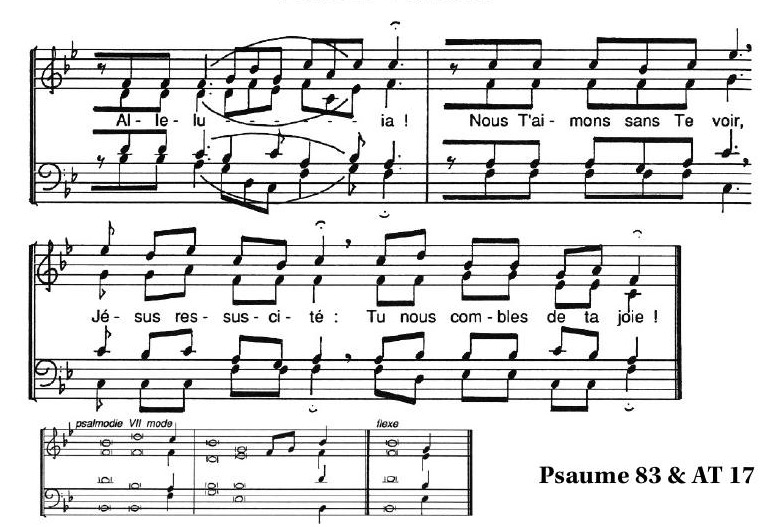 Al- le- lu - - - - - - - ia ! Nous T'ai- mons sans Te voir,
Jé- sus res- sus- ci- té : Tu nous com- bles de ta joie !
psalmodie VII mode flexe
Psaume 83 & AT 17